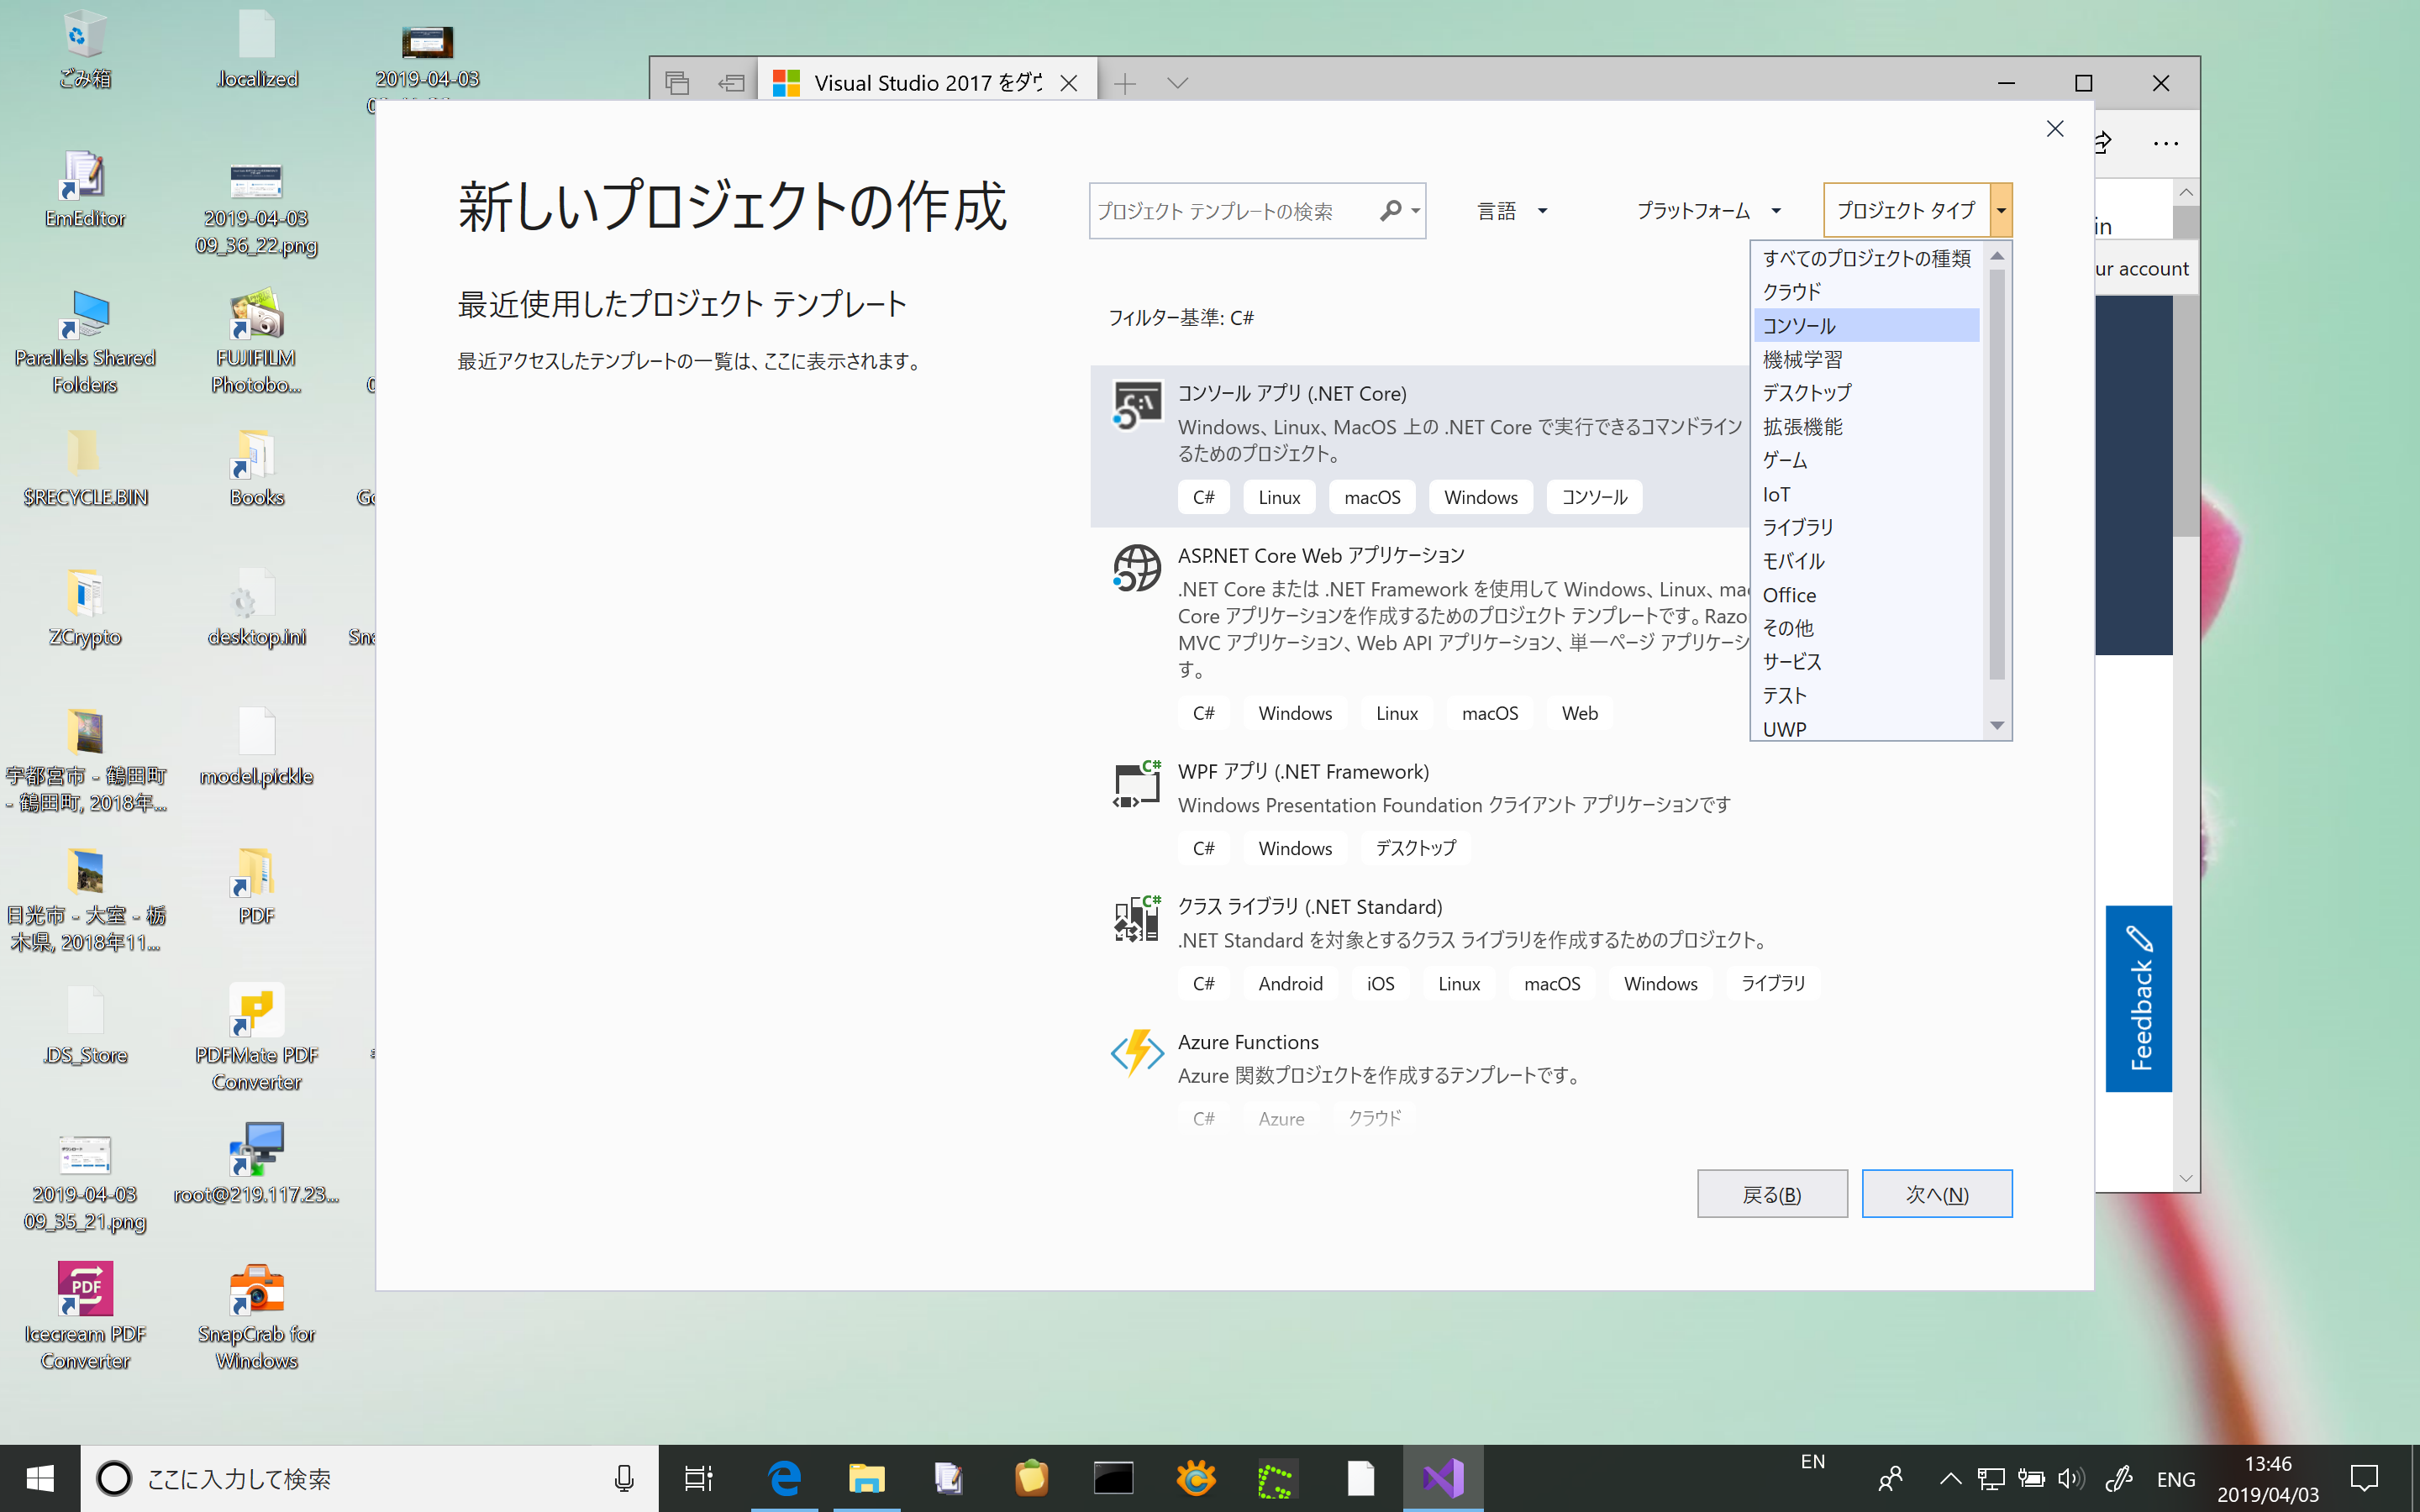 ごみ箱
.localized
2019-04-03
EmEditor
2019-04-03
09_36_22.png
Parallels Shared
Folders
FUJIFILM
Photobo...
$RECYCLE.BIN
Books
ZCrypto
desktop.ini
宇都宮市 - 鶴田町
- 鶴田町, 2018年...
model.pickle
日光市 - 大室 - 栃
木県, 2018年11...
PDF
.DS_Store
PDFMate PDF
Converter
2019-04-03
09_35_21.png
root@219.117.23...
PDF
Icecream PDF
Converter
SnapCrab for
Windows
Visual Studio 2017 をダ
in
ur account
Feedback
新しいプロジェクトの作成
最近使用したプロジェクト テンプレート
最近アクセスしたテンプレートの一覧は、ここに表示されます。
プロジェクト テンプレートの検索
言語
プラットフォーム
プロジェクト タイプ
すべてのプロジェクトの種類
クラウド
コンソール
機械学習
デスクトップ
拡張機能
ゲーム
IoT
ライブラリ
モバイル
Office
その他
サービス
テスト
UWP
フィルター基準: C#
C:\
コンソール アプリ (.NET Core)
Windows、Linux、MacOS 上の .NET Core で実行できるコマンドライン
るためのプロジェクト。
C# Linux macOS Windows コンソール
ASP.NET Core Web アプリケーション
.NET Core または .NET Framework を使用して Windows、Linux、mac
Core アプリケーションを作成するためのプロジェクト テンプレートです。Razo
MVC アプリケーション、Web API アプリケーション、単一ページ アプリケーシ
す。
C# Windows Linux macOS Web
C#
WPF アプリ (.NET Framework)
Windows Presentation Foundation クライアント アプリケーションです
C# Windows デスクトップ
C#
クラス ライブラリ (.NET Standard)
.NET Standard を対象とするクラス ライブラリを作成するためのプロジェクト。
C# Android iOS Linux macOS Windows ライブラリ
Azure Functions
Azure 関数プロジェクトを作成するテンプレートです。
C# Azure クラウド
戻る(B)
次へ(N)
ここに入力して検索
EN
ENG
13:46
2019/04/03